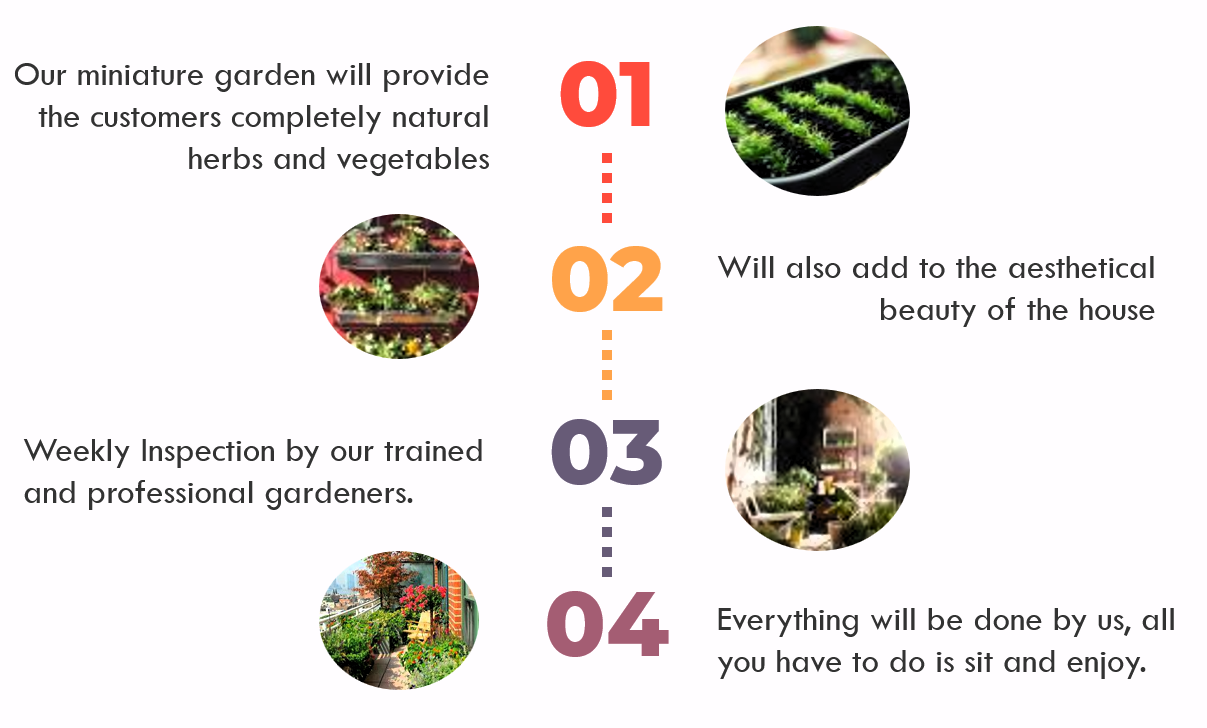 Our miniature garden will provide
the customers completely natural
herbs and vegetables
01
02
Will also add to the aesthetical
beauty of the house
Weekly Inspection by our trained
and professional gardeners.
03
04
Everything will be done by us, all
you have to do is sit and enjoy.